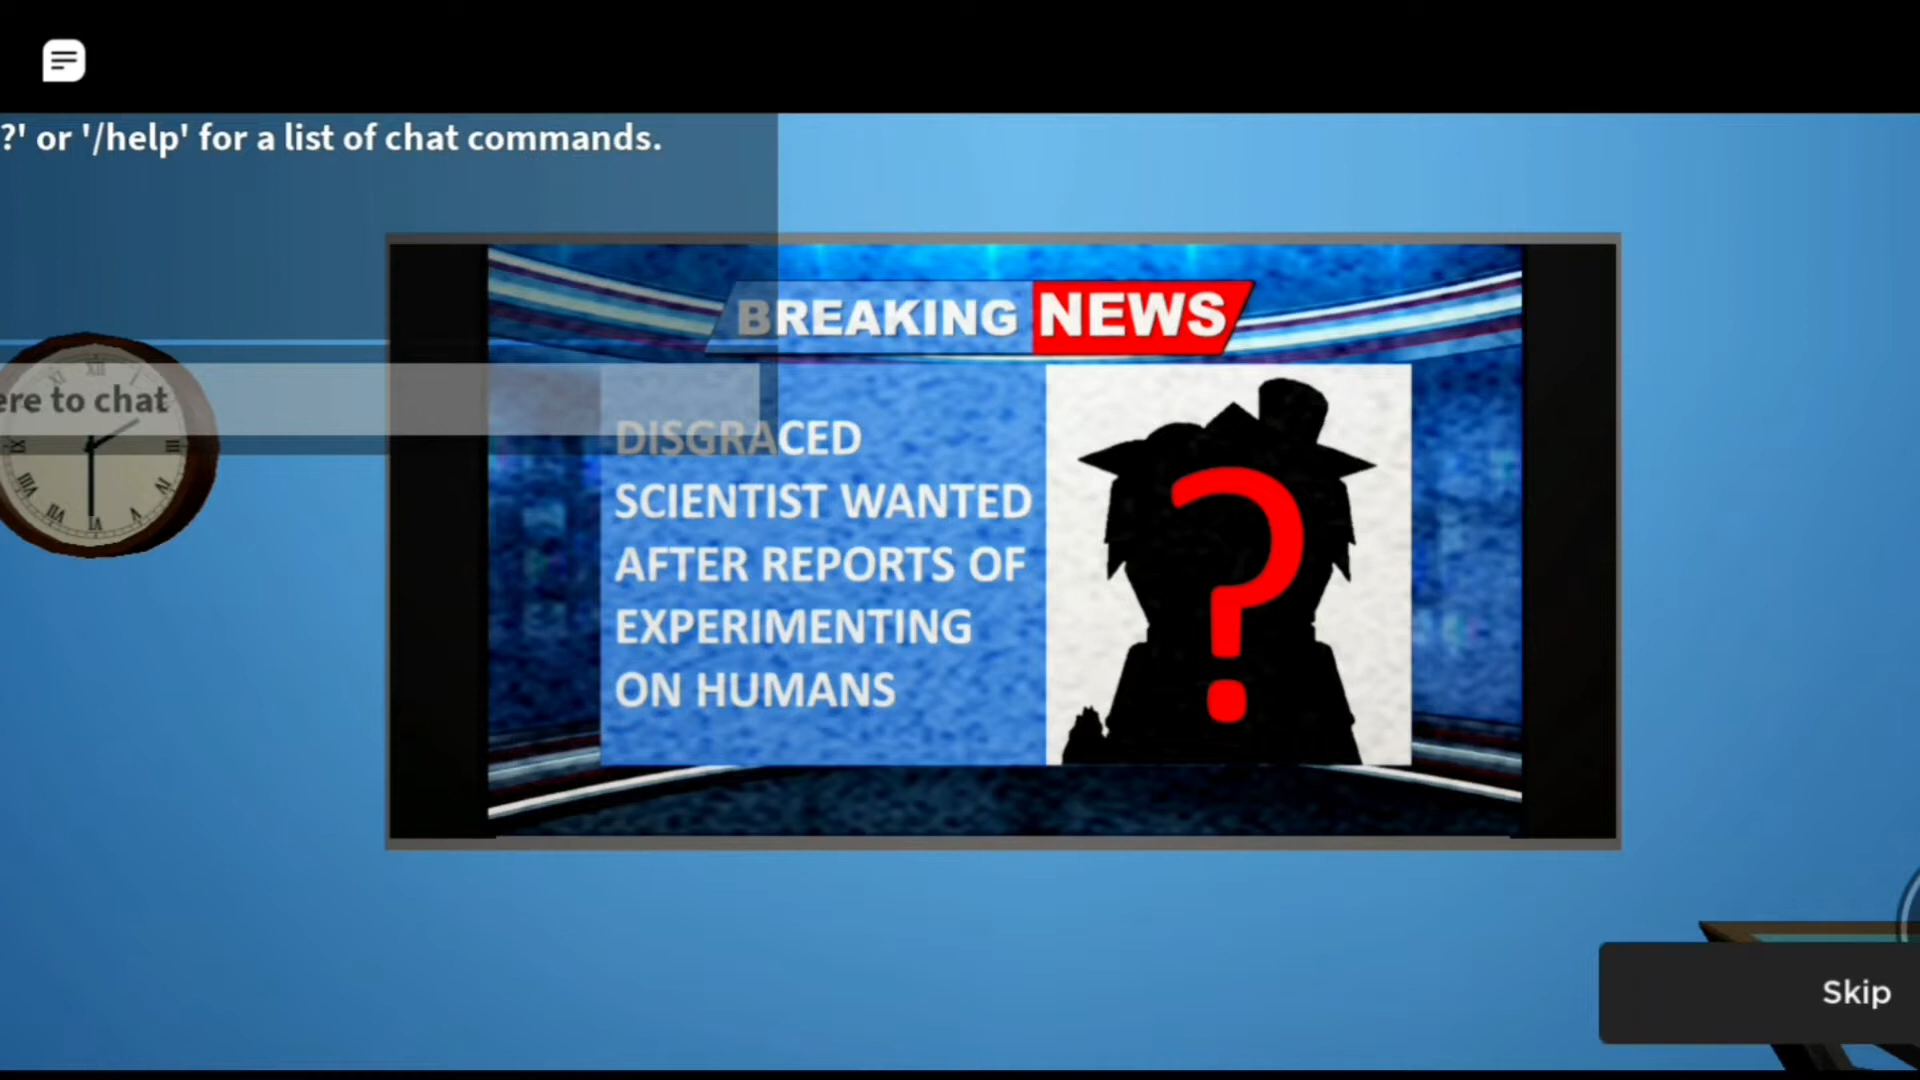 ?' or '/help' for a list of chat commands.
BREAKING NEWS
ere to chat
DISGRACED
SCIENTIST WANTED
AFTER REPORTS OF
EXPERIMENTING
ON HUMANS
?
Skip